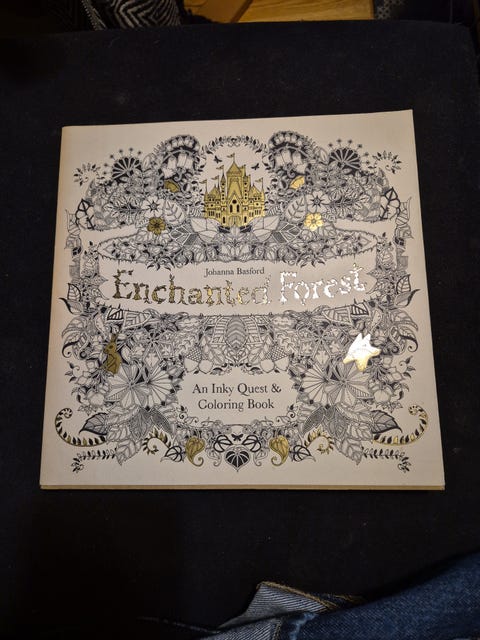 Johanna Basford
Enchanted Forest
An Inky Quest &
Coloring Book